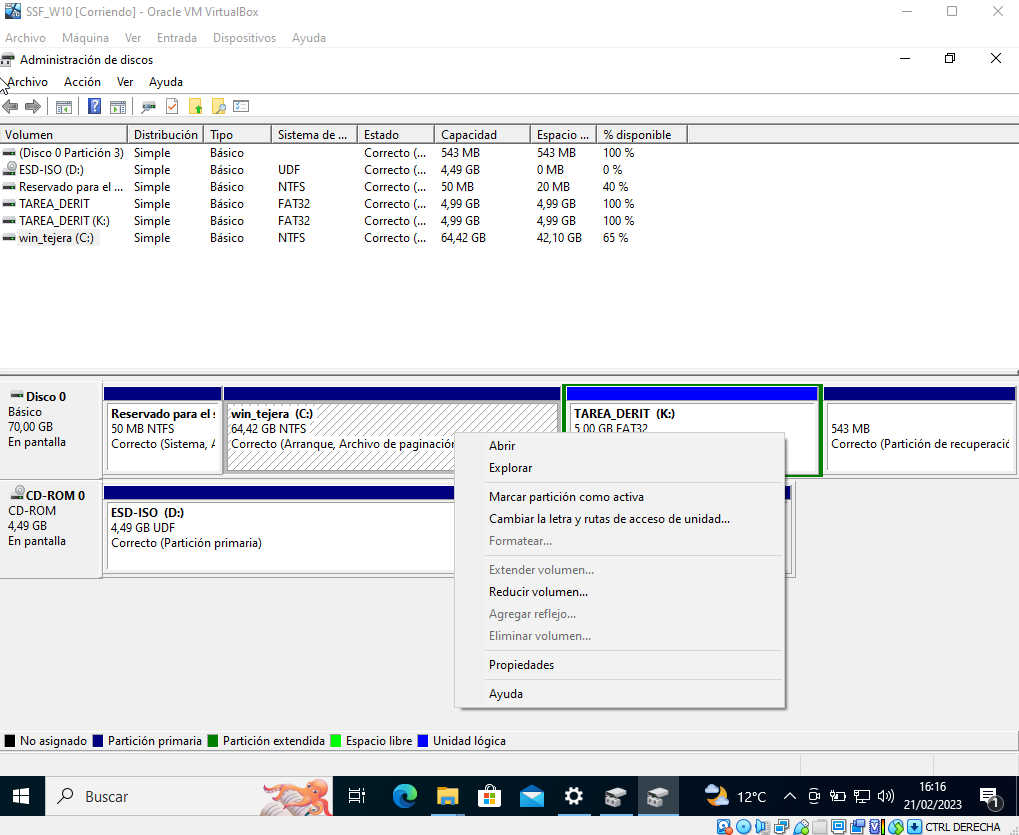 SSF_W10 [Corriendo] - Oracle VM VirtualBox
Archivo Máquina Ver Entrada Dispositivos Ayuda
Administración de discos
Archivo Acción Ver Ayuda
Volumen Distribución Tipo Sistema de ... Estado Capacidad Espacio ... % disponible
(Disco 0 Partición 3) Simple Básico Correcto (... 543 MB 543 MB 100 %
ESD-ISO (D:) Simple Básico UDF Correcto (... 4,49 GB 0 MB 0 %
Reservado para el ... Simple Básico NTFS Correcto (... 50 MB 20 MB 40 %
TAREA_DERIT Simple Básico FAT32 Correcto (... 4,99 GB 4,99 GB 100 %
TAREA_DERIT (K:) Simple Básico FAT32 Correcto (... 4,99 GB 4,99 GB 100 %
win_tejera (C:) Simple Básico NTFS Correcto (... 64,42 GB 42,10 GB 65 %
Disco 0
Básico
70,00 GB
En pantalla
Reservado para el s
50 MB NTFS
Correcto (Sistema, A
win_tejera (C:)
64,42 GB NTFS
Correcto (Arranque, Archivo de paginación
TAREA_DERIT (K:)
5,00 GB FAT32
543 MB
Correcto (Partición de recuperació
CD-ROM 0
CD-ROM
4,49 GB
En pantalla
ESD-ISO (D:)
4,49 GB UDF
Correcto (Partición primaria)
Abrir
Explorar
Marcar partición como activa
Cambiar la letra y rutas de acceso de unidad...
Formatear...
Extender volumen...
Reducir volumen...
Agregar reflejo...
Eliminar volumen...
Propiedades
Ayuda
No asignado Partición primaria Partición extendida Espacio libre Unidad lógica
Buscar
12°C
16:16
21/02/2023
1
CTRL DERECHA